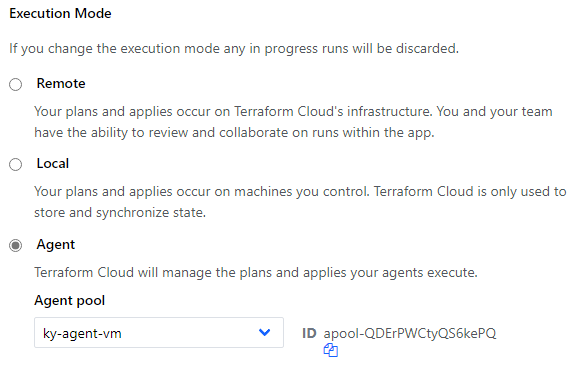 Execution Mode
If you change the execution mode any in progress runs will be discarded.
Remote
Your plans and applies occur on Terraform Cloud's infrastructure. You and your team
have the ability to review and collaborate on runs within the app.
Local
Your plans and applies occur on machines you control. Terraform Cloud is only used to
store and synchronize state.
Agent
Terraform Cloud will manage the plans and applies your agents execute.
Agent pool
ky-agent-vm
ID apool-QDErPWCtyQS6kePQ